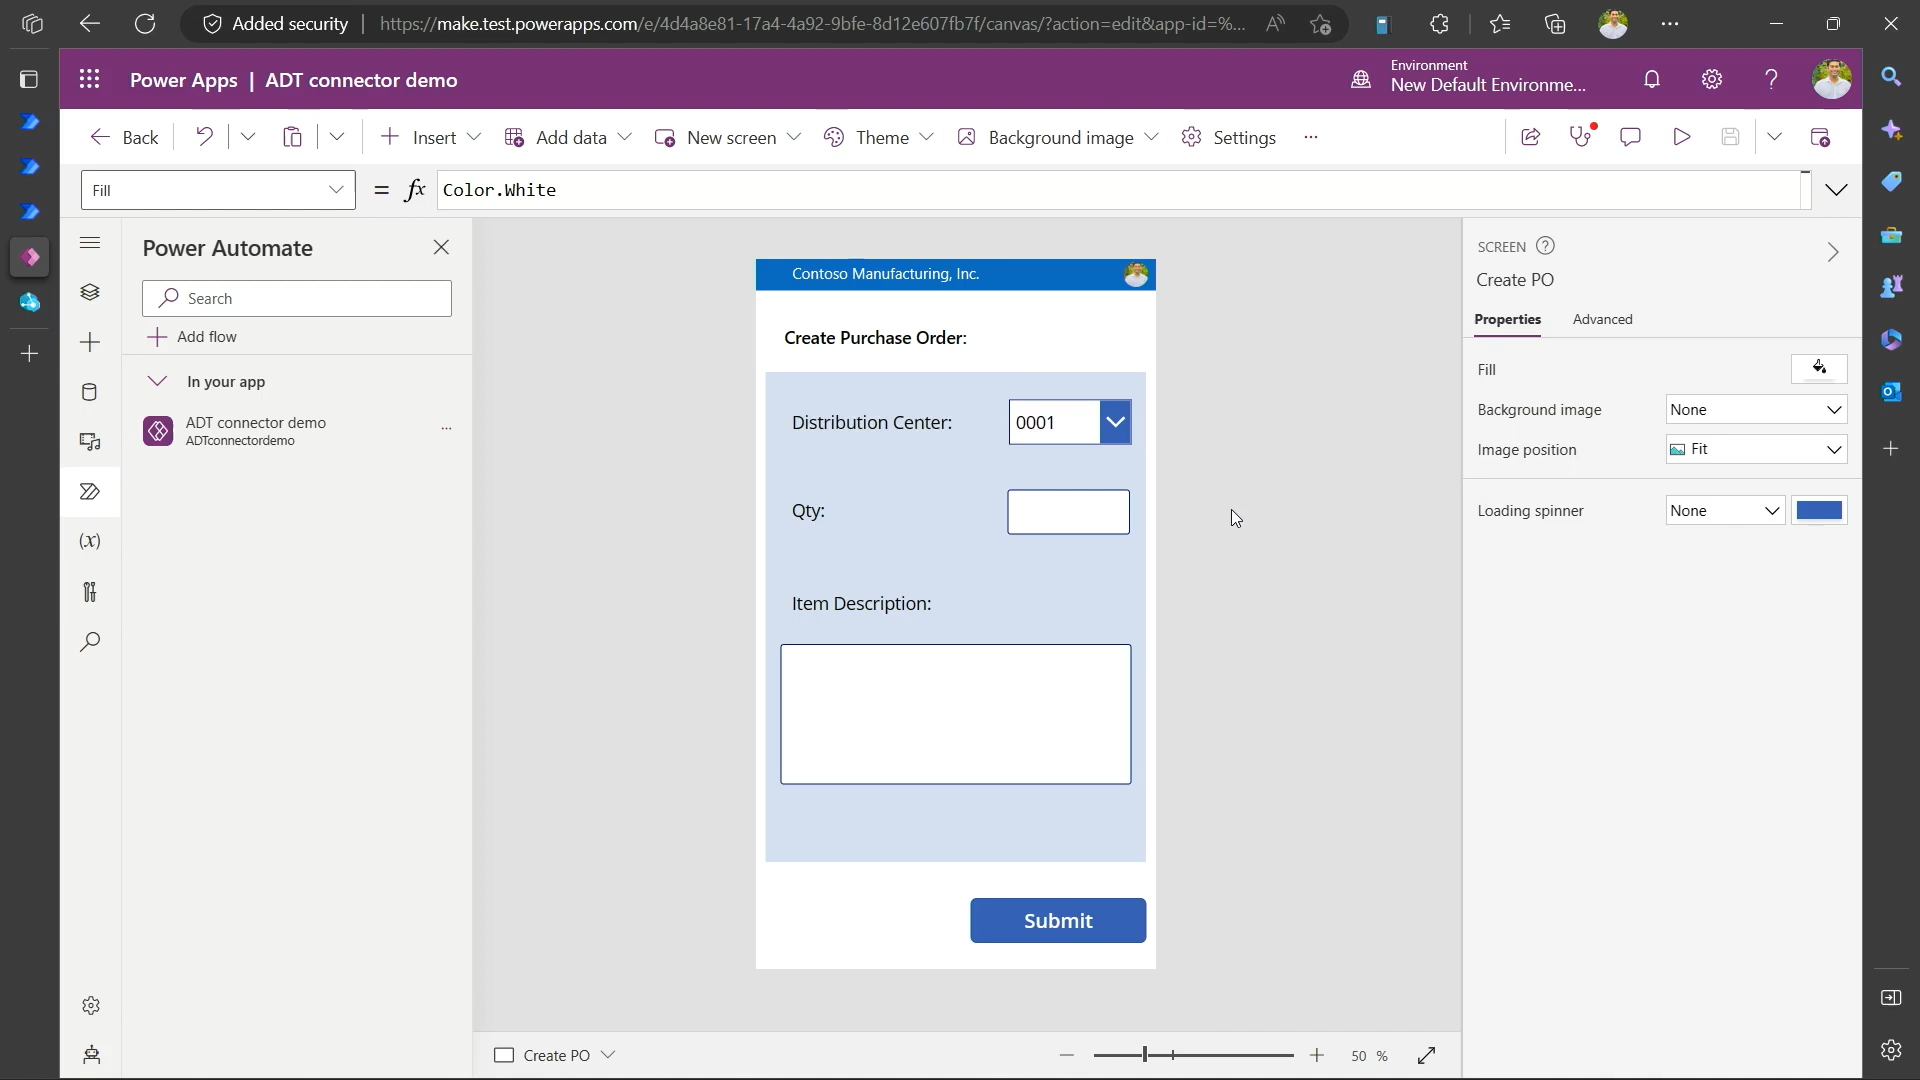 Added security
https://make.test.powerapps.com/e/4d4a8e81-17a4-4a92-9bfe-8d12e607fb7f/canvas/?action=edit&app-id=%...
Power Apps | ADT connector demo
Environment
New Default Environme...
Back
Insert
Add data
New screen
Theme
Background image
Settings
Fill
= fx
Color.White
Power Automate
Search
Add flow
In your app
ADT connector demo
ADTconnectordemo
Contoso Manufacturing, Inc.
Create Purchase Order:
Distribution Center:
0001
Qty:
Item Description:
Submit
SCREEN
Create PO
Properties
Advanced
Fill
Background image
None
Image position
Fit
Loading spinner
None
Create PO
50 %